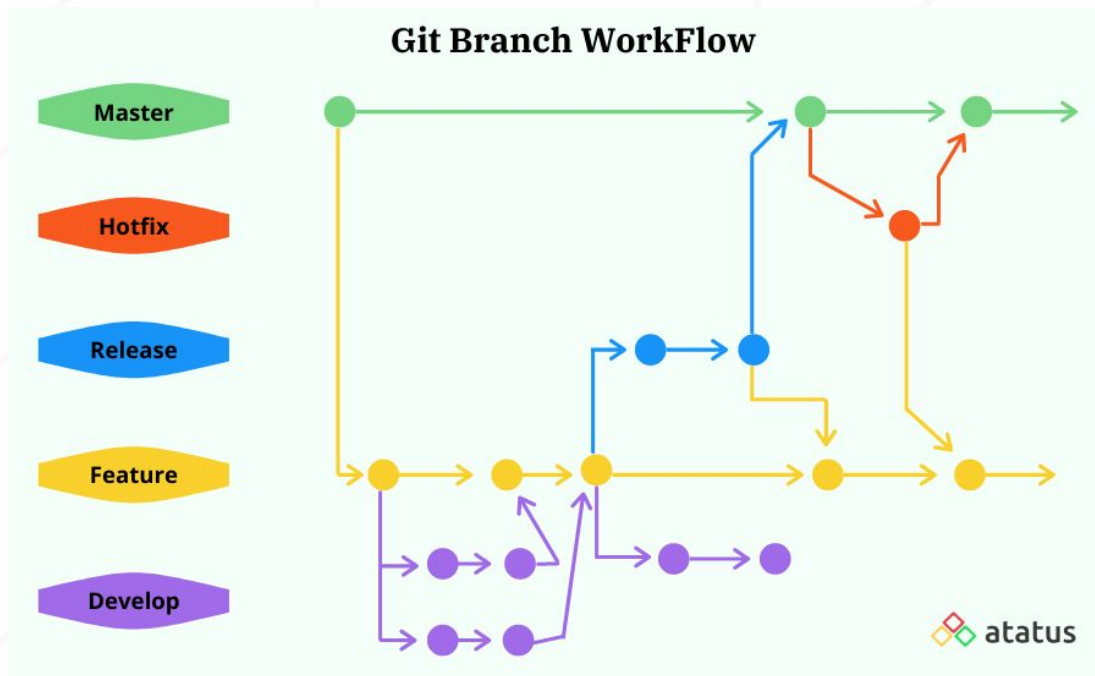 Git Branch WorkFlow
Master
Hotfix
Release
Feature
Develop
atatus